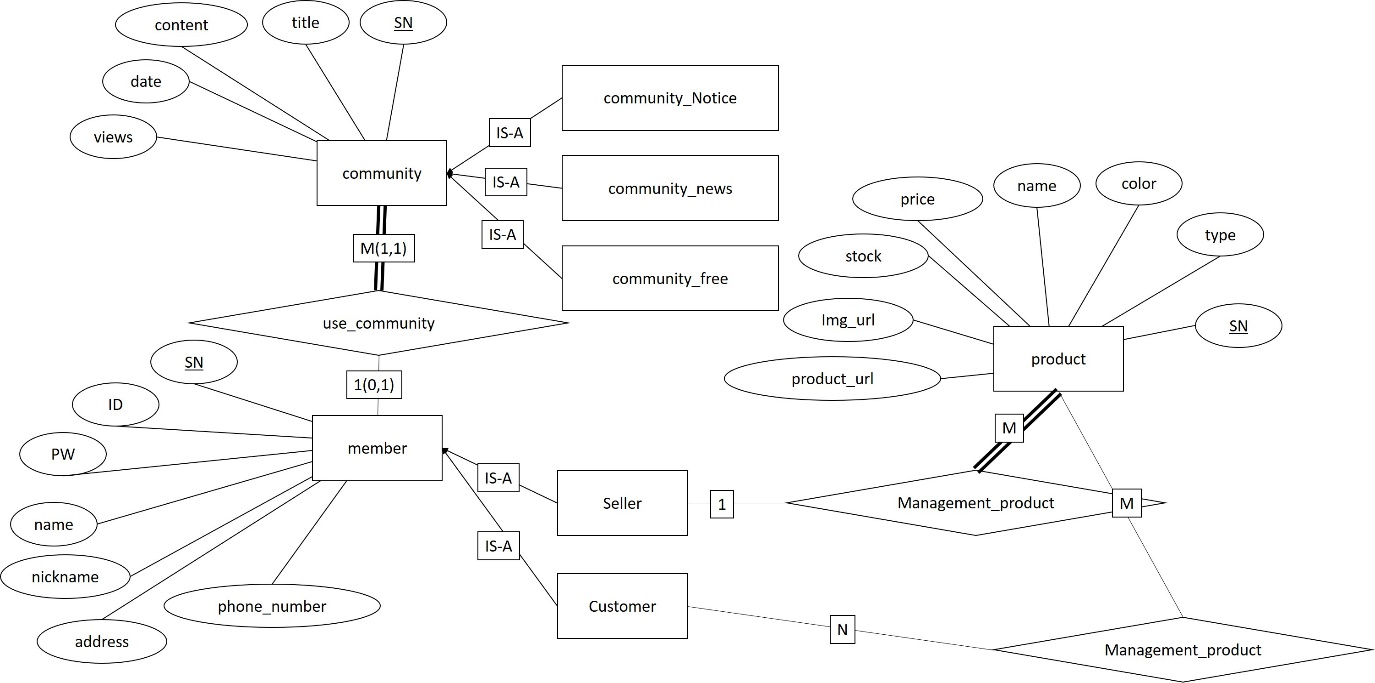 content
title
SN
date
views
community
community_Notice
IS-A
IS-A
community_news
IS-A
community_free
M(1,1)
use_community
1(0,1)
SN
ID
PW
name
nickname
address
phone_number
member
IS-A
IS-A
Seller
Customer
1
N
price
name
color
type
stock
Img_url
SN
product_url
product
M
Management_product
M
Management_product